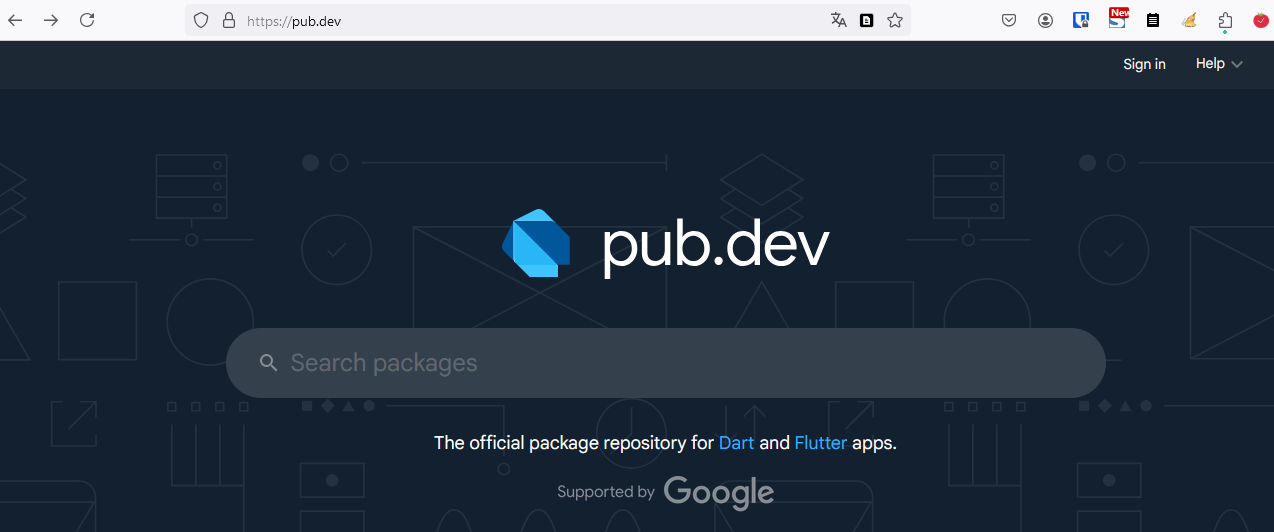 https://pub.dev
New
Sign in
Help
pub.dev
Search packages
The official package repository for Dart and Flutter apps.
Supported by Google